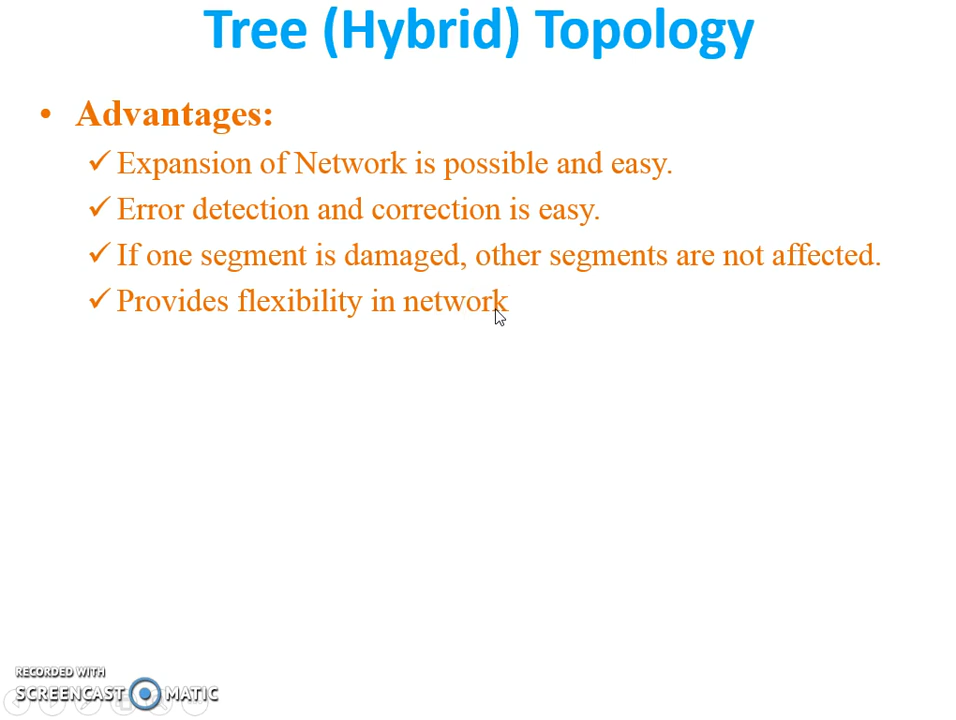 Tree (Hybrid) Topology
• Advantages:
✓ Expansion of Network is possible and easy.
✓ Error detection and correction is easy.
✓ If one segment is damaged, other segments are not affected.
✓ Provides flexibility in network
RECORDED WITH
SCREENCAST MATIC